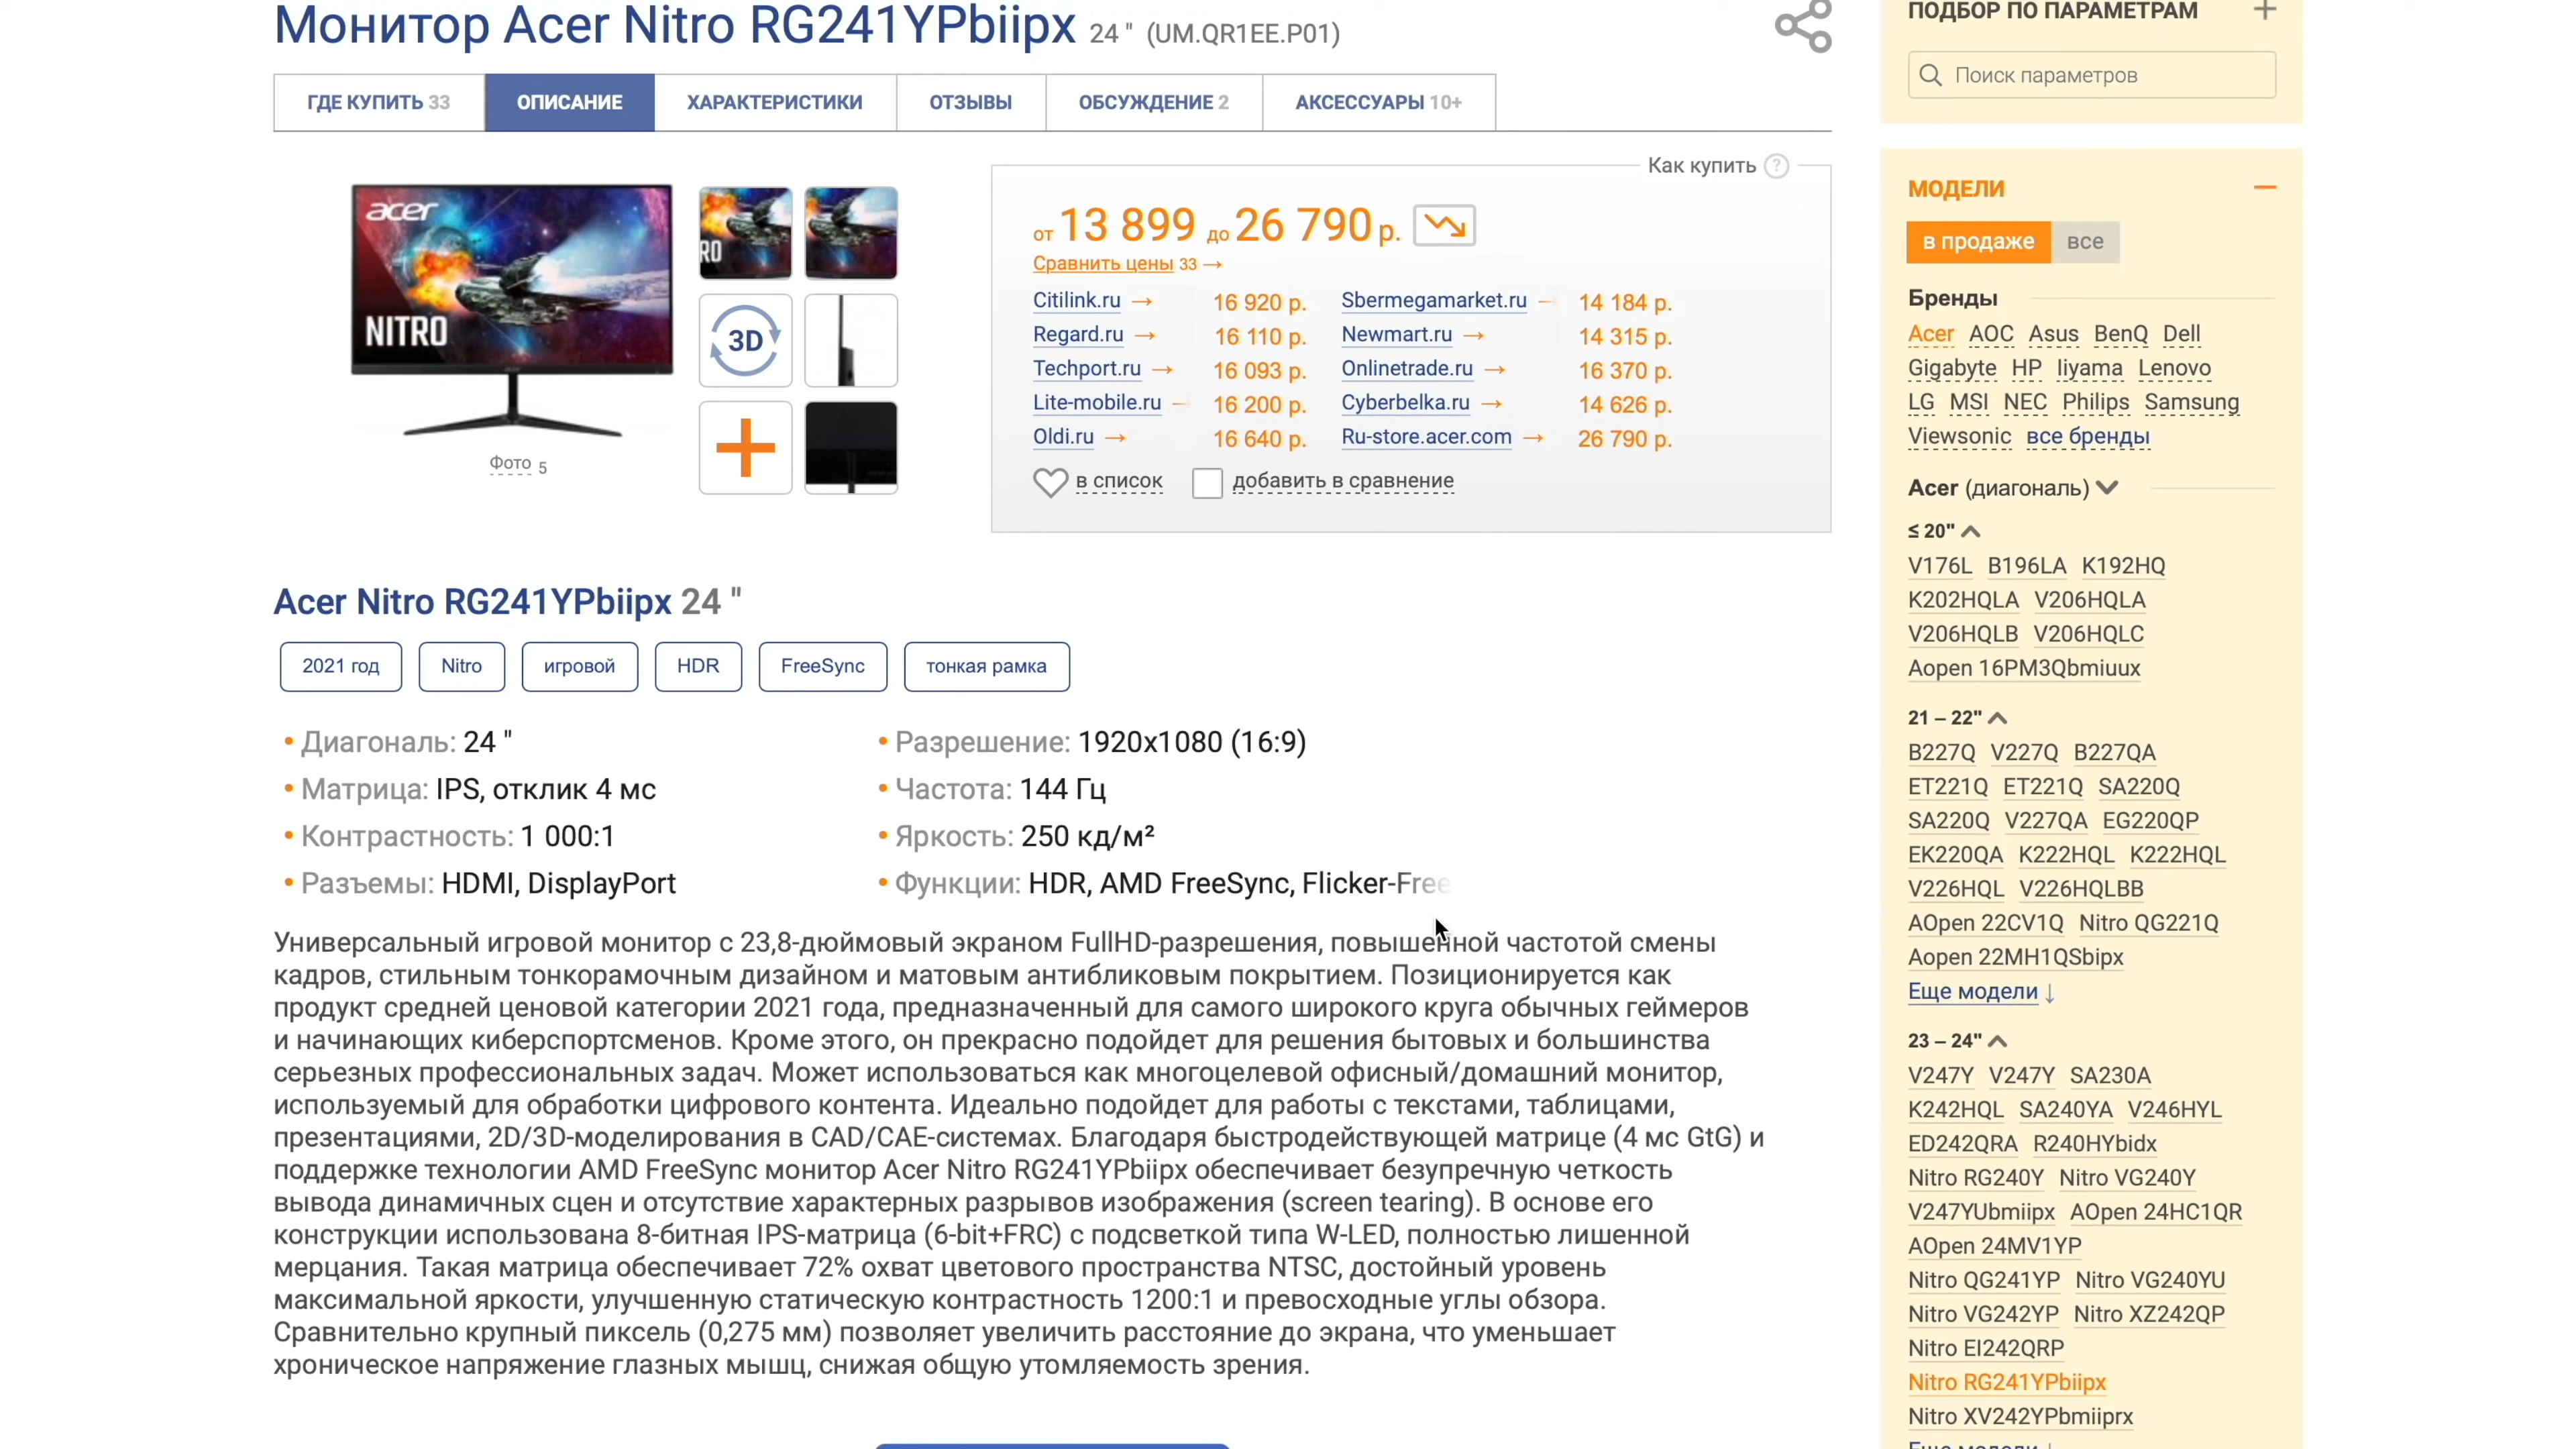 Монитор Acer Nitro RG241YPbiipx 24 " (UM.QR1EE.P01)
ГДЕ КУПИТЬ 33 ОПИСАНИЕ ХАРАКТЕРИСТИКИ ОТЗЫВЫ ОБСУЖДЕНИЕ 2 АКСЕССУАРЫ 10+
acer
NITRO
RO
3D
Фото 5
Как купить ?
от 13 899 до 26 790 р.
Сравнить цены 33 →
Citilink.ru → 16 920 р. Sbermegamarket.ru → 14 184 р.
Regard.ru → 16 110 р. Newmart.ru → 14 315 р.
Techport.ru → 16 093 р. Onlinetrade.ru → 16 370 р.
Lite-mobile.ru → 16 200 р. Cyberbelka.ru → 14 626 р.
Oldi.ru → 16 640 р. Ru-store.acer.com → 26 790 р.
в список добавить в сравнение
Acer Nitro RG241YPbiipx 24 "
2021 год Nitro игровой HDR FreeSync тонкая рамка
• Диагональ: 24 " • Разрешение: 1920x1080 (16:9)
• Матрица: IPS, отклик 4 мс • Частота: 144 Гц
• Контрастность: 1 000:1 • Яркость: 250 кд/м²
• Разъемы: HDMI, DisplayPort • Функции: HDR, AMD FreeSync, Flicker-Free
Универсальный игровой монитор с 23,8-дюймовый экраном FullHD-разрешения, повышенной частотой смены
кадров, стильным тонкорамочным дизайном и матовым антибликовым покрытием. Позиционируется как
продукт средней ценовой категории 2021 года, предназначенный для самого широкого круга обычных геймеров
и начинающих киберспортсменов. Кроме этого, он прекрасно подойдет для решения бытовых и большинства
серьезных профессиональных задач. Может использоваться как многоцелевой офисный/домашний монитор,
используемый для обработки цифрового контента. Идеально подойдет для работы с текстами, таблицами,
презентациями, 2D/3D-моделирования в CAD/CAE-системах. Благодаря быстродействующей матрице (4 мс GtG) и
поддержке технологии AMD FreeSync монитор Acer Nitro RG241YPbiipx обеспечивает безупречную четкость
вывода динамичных сцен и отсутствие характерных разрывов изображения (screen tearing). В основе его
конструкции использована 8-битная IPS-матрица (6-bit+FRC) с подсветкой типа W-LED, полностью лишенной
мерцания. Такая матрица обеспечивает 72% охват цветового пространства NTSC, достойный уровень
максимальной яркости, улучшенную статическую контрастность 1200:1 и превосходные углы обзора.
Сравнительно крупный пиксель (0,275 мм) позволяет увеличить расстояние до экрана, что уменьшает
хроническое напряжение глазных мышц, снижая общую утомляемость зрения.
ПОДБОР ПО ПАРАМЕТРАМ
Поиск параметров
МОДЕЛИ
в продаже все
Бренды
Acer AOC Asus BenQ Dell
Gigabyte HP Iiyama Lenovo
LG MSI NEC Philips Samsung
Viewsonic все бренды
Acer (диагональ)
≤ 20"
V176L B196LA K192HQ
K202HQLA V206HQLA
V206HQLB V206HQLC
Aopen 16PM3Qbmiuux
21 – 22"
B227Q V227Q B227QA
ET221Q ET221Q SA220Q
SA220Q V227QA EG220QP
EK220QA K222HQL K222HQL
V226HQL V226HQLBB
AOpen 22CV1Q Nitro QG221Q
Aopen 22MH1QSbipx
Еще модели ↓
23 – 24"
V247Y V247Y SA230A
K242HQL SA240YA V246HYL
ED242QRA R240HYbidx
Nitro RG240Y Nitro VG240Y
V247YUbmiipx AOpen 24HC1QR
AOpen 24MV1YP
Nitro QG241YP Nitro VG240YU
Nitro VG242YP Nitro XZ242QP
Nitro EI242QRP
Nitro RG241YPbiipx
Nitro XV242YPbmiiprx
Еще модели ↓